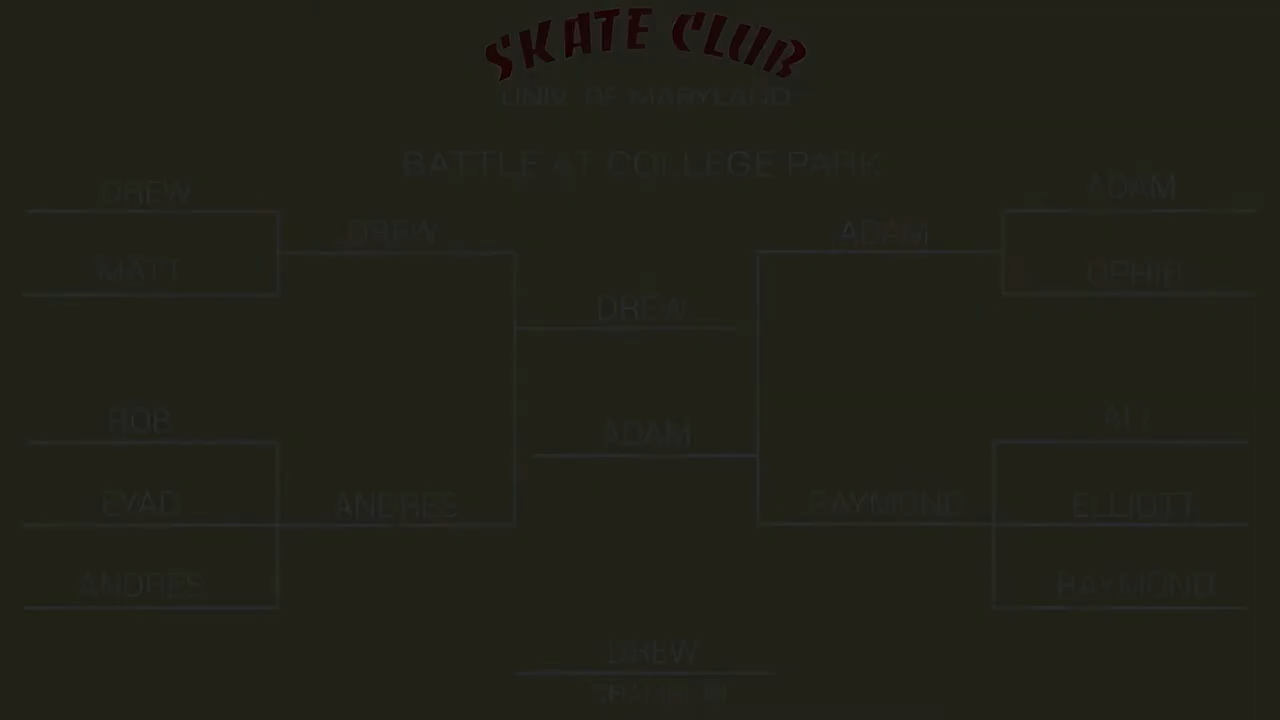 SKATE CLUB
UNIV. OF MARYLAND
BATTLE AT COLLEGE PARK
DREW
MATT
DREW
ROB
EYAD
ANDRES
ANDRES
DREW
ADAM
ADAM
RAYMOND
ADAM
OPHIR
ELLIOTT
RAYMOND
DREW